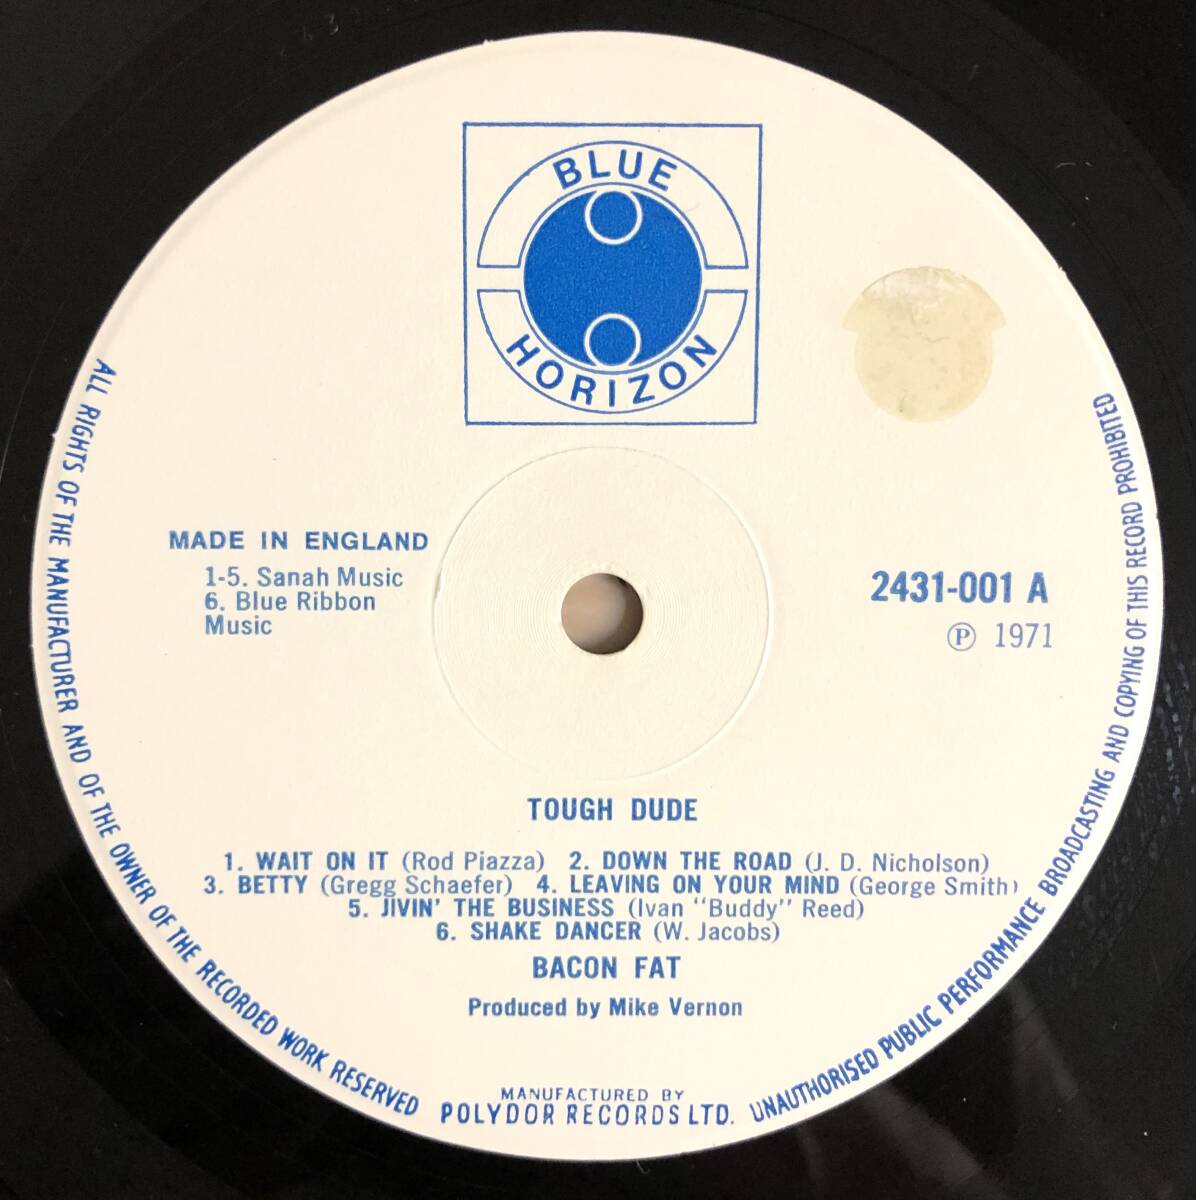 BLUE
HORIZON
MADE IN ENGLAND
1-5. Sanah Music
6. Blue Ribbon
Music
2431-001 A
Ⓟ 1971
TOUGH DUDE
1. WAIT ON IT (Rod Piazza) 2. DOWN THE ROAD (J. D. Nicholson)
3. BETTY (Gregg Schaefer) 4. LEAVING ON YOUR MIND (George Smith)
5. JIVIN' THE BUSINESS (Ivan "Buddy" Reed)
6. SHAKE DANCER (W. Jacobs)
BACON FAT
Produced by Mike Vernon
MANUFACTURED BY
POLYDOR RECORDS LTD.
ALL RIGHTS OF THE MANUFACTURER AND OF THE OWNER OF THE RECORDED WORK RESERVED
UNAUTHORISED PUBLIC PERFORMANCE BROADCASTING AND COPYING OF THIS RECORD PROHIBITED